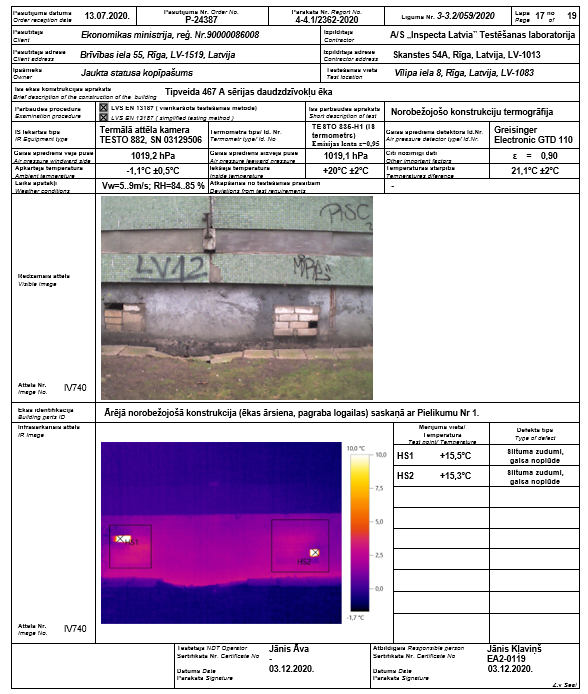 Pasūtījuma datums
Order reception date
13.07.2020.
Pasūtījuma Nr. Order No.
P-24387
Pārskata Nr. Report No.
4-4.1/2362-2020
Līguma Nr. 3-3.2/059/2020
Lapa 17 no 19
Page of
Pasūtītājs
Client
Ekonomikas ministrija, reģ. Nr.90000086008
Izpildītājs
Contractor
A/S „Inspecta Latvia” Testēšanas laboratorija
Pasūtītāja adrese
Client address
Brīvības iela 55, Rīga, LV-1519, Latvija
Izpildītāja adrese
Contractor address
Skanstes 54A, Rīga, LV-1013
Īpašnieks
Owner
Jaukta statusa kopīpašums
Testēšanas vieta
Test location
Vilipa iela 8, Rīga, Latvija, LV-1083
Īss ēkas konstrukcijas apraksts
Brief description of the construction of the building
Tipveida 467 A sērijas daudzdzīvokļu ēka
Pārbaudes procedūra
Examination procedure
LVS EN 13187 ( vienkāršota testēšanas metode)
LVS EN 13187 ( simplified testing method )
Īss pārbaudes apraksts
Short description of test
Norobežojošo konstrukciju termogrāfija
IS iekārtas tips
IR Equipment type
Termālā attēla kamera
TESTO 882, SN 03129506
Termometra tips/ Id. Nr.
Termometr type/ Id. No
TESTO 835-H1 (IS
termometrs)
Emisijas lente ε=0,95
Gaisa spiediena detektora Id.Nr.
Air pressure detector type/ Id.Nr.
Greisinger
Electronic GTD 110
Gaisa spiediens vēja pusē
Air pressure windward side
1019,2 hPa
Gaisa spiediens aizvēja pusē
Air pressure leeward pressure
1019,1 hPa
Citi nozīmīgi dati
Other important factors
ε = 0,90
Apkārtējā temperatūra
Ambient temperature
-1,1°C ±0,5°C
Iekšējā temperatūra
Inside temperature
+20°C ±2°C
Temperatūras starpība
Temperatures diference
21,1°C ±2°C
Laika apstākļi
Weather conditions
Vw=5..9m/s; RH=84..85 %
Atkāpšanās no testēšanas prasībām
Deviations from test requirements
-
Redzamais attēls
Visible image
LV12
Attēla Nr.
Image No.
IV740
Ēkas identifikācija
Building parts ID
Ārējā norobežojošā konstrukcija (ēkas ārsiena, pagraba logailas) saskaņā ar Pielikumu Nr 1.
Infrasarkanais attēls
IR image
Mērījuma vieta/
Temperatūra
Test point/ Temperature
Defekta tips
Type of defect
HS1
+15,5°C
Siltuma zudumi,
gaisa noplūde
HS2
+15,3°C
Siltuma zudumi,
gaisa noplūde
10,0 °C
10,0
7,5
5,0
2,5
0,0
-1,7 °C
HS1
HS2
Attēla Nr.
Image No.
IV740
Testētājs NDT Operator
Sertifikāta Nr. Certificate No
Datums Date
Paraksts Signature
Jānis Āva
-
03.12.2020.
Atbildīgais Responsible person
Sertifikāta Nr. Certificate No
Datums Date
Paraksts Signature
Jānis Kļaviņš
EA2-0119
03.12.2020.
Z.v Seal